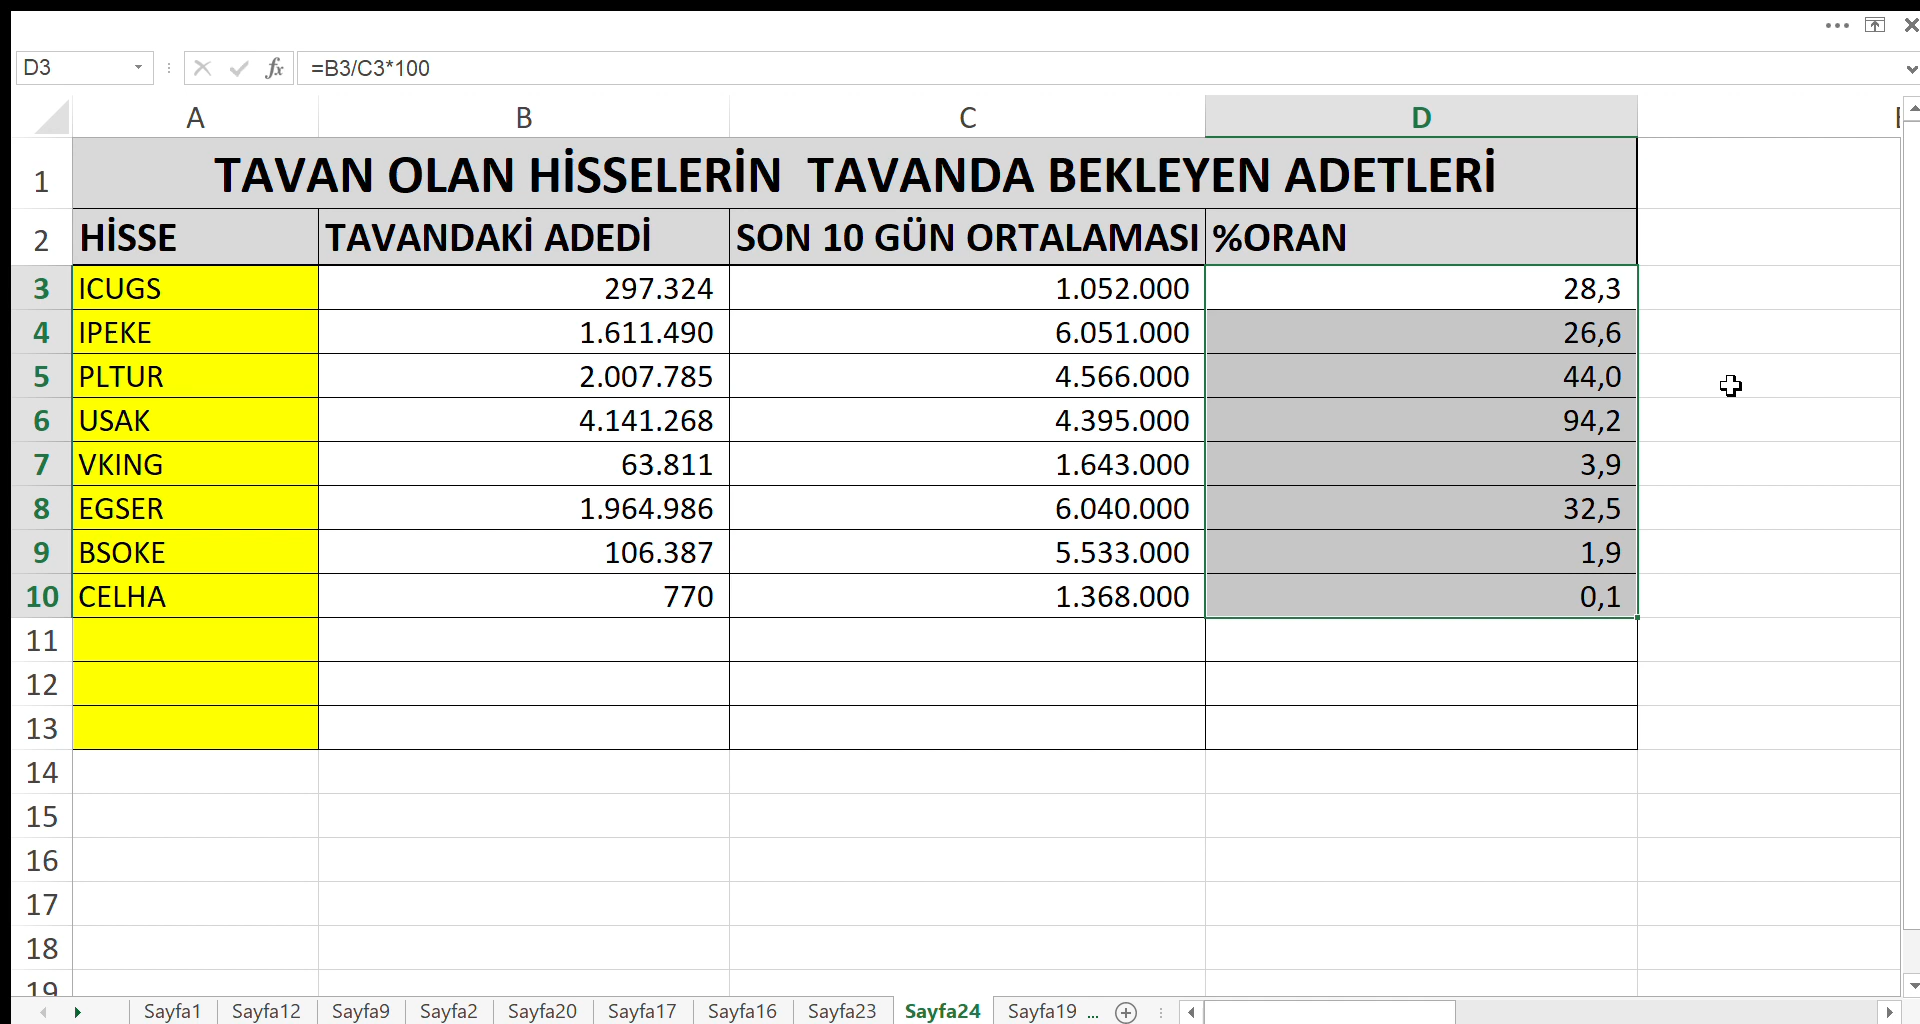 D3 fx =B3/C3*100
A B C D
1 TAVAN OLAN HİSSELERİN TAVANDA BEKLEYEN ADETLERİ
2 HİSSE TAVANDAKİ ADEDİ SON 10 GÜN ORTALAMASI %ORAN
3 ICUGS 297.324 1.052.000 28,3
4 IPEKE 1.611.490 6.051.000 26,6
5 PLTUR 2.007.785 4.566.000 44,0
6 USAK 4.141.268 4.395.000 94,2
7 VKING 63.811 1.643.000 3,9
8 EGSER 1.964.986 6.040.000 32,5
9 BSOKE 106.387 5.533.000 1,9
10 CELHA 770 1.368.000 0,1
11
12
13
14
15
16
17
18
19
Sayfa1 Sayfa12 Sayfa9 Sayfa2 Sayfa20 Sayfa17 Sayfa16 Sayfa23 Sayfa24 Sayfa19 ...